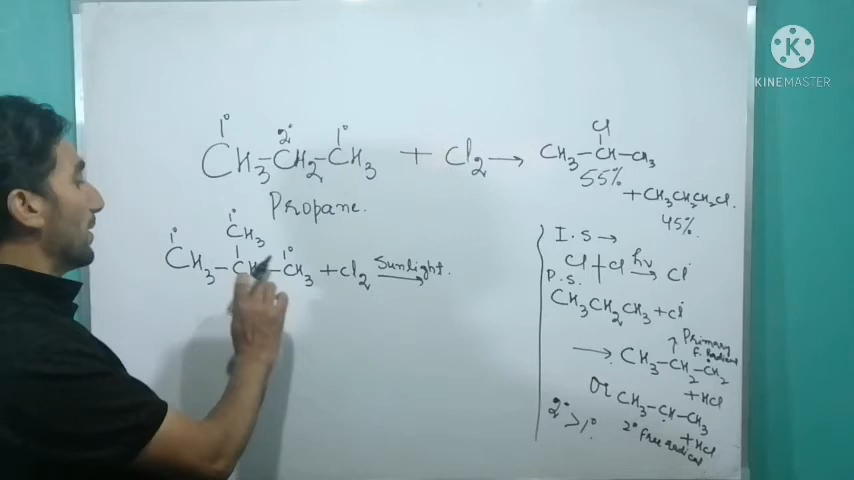 1° 2° 1° Cl
CH3-CH2-CH3 + Cl2 → CH3-CH-CH3
55%
+ CH3CH2CH2Cl.
45%.
Propane.
1° 1° CH3
CH3-CH-CH3 + Cl2 Sunlight. →
1°
I.S →
Cl + Cl hν → Cl
P.S.
CH3CH2CH3 + Cl
→ CH3-CH2-CH2 ↑ Primary F. Radical
+ HCl
Or CH3-CH-CH3
+ HCl
2° Free radical
2° > 1°.
K
KINEMASTER